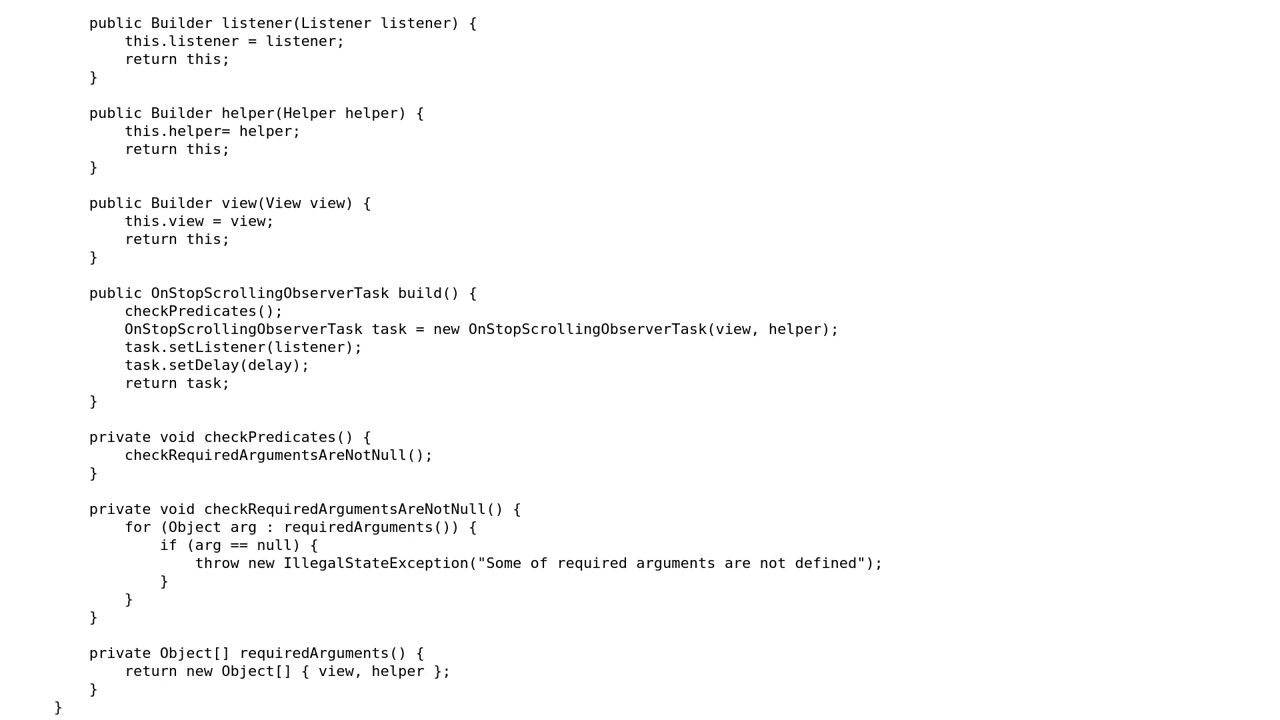 public Builder listener(Listener listener) {
        this.listener = listener;
        return this;
    }

    public Builder helper(Helper helper) {
        this.helper= helper;
        return this;
    }

    public Builder view(View view) {
        this.view = view;
        return this;
    }

    public OnStopScrollingObserverTask build() {
        checkPredicates();
        OnStopScrollingObserverTask task = new OnStopScrollingObserverTask(view, helper);
        task.setListener(listener);
        task.setDelay(delay);
        return task;
    }

    private void checkPredicates() {
        checkRequiredArgumentsAreNotNull();
    }

    private void checkRequiredArgumentsAreNotNull() {
        for (Object arg : requiredArguments()) {
            if (arg == null) {
                throw new IllegalStateException("Some of required arguments are not defined");
            }
        }
    }

    private Object[] requiredArguments() {
        return new Object[] { view, helper };
    }
}